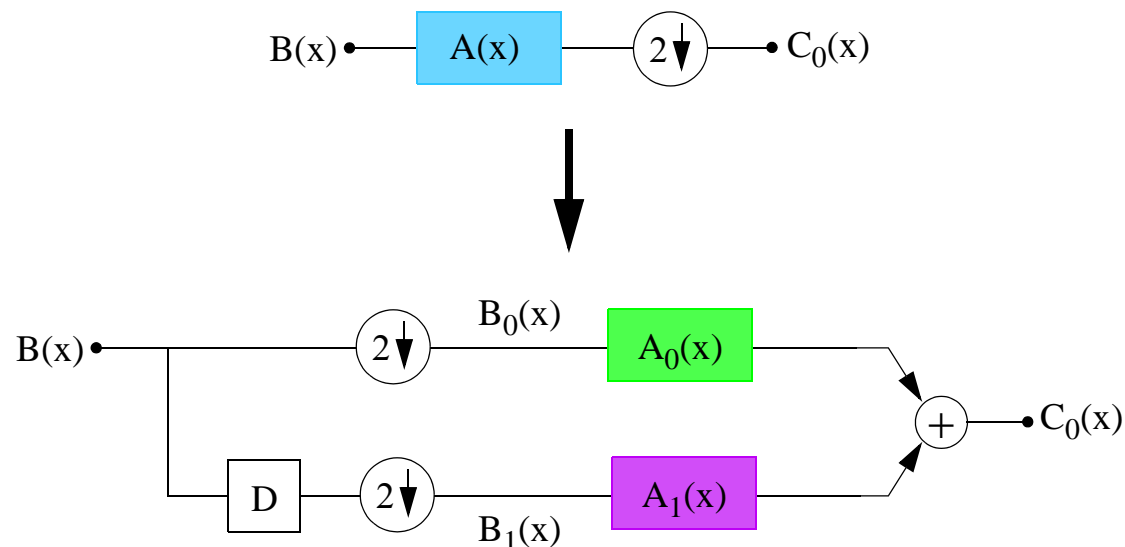 B(x) A(x) 2 C₀(x)
B₀(x)
B(x) 2 A₀(x)
+ C₀(x)
D 2 A₁(x)
B₁(x)